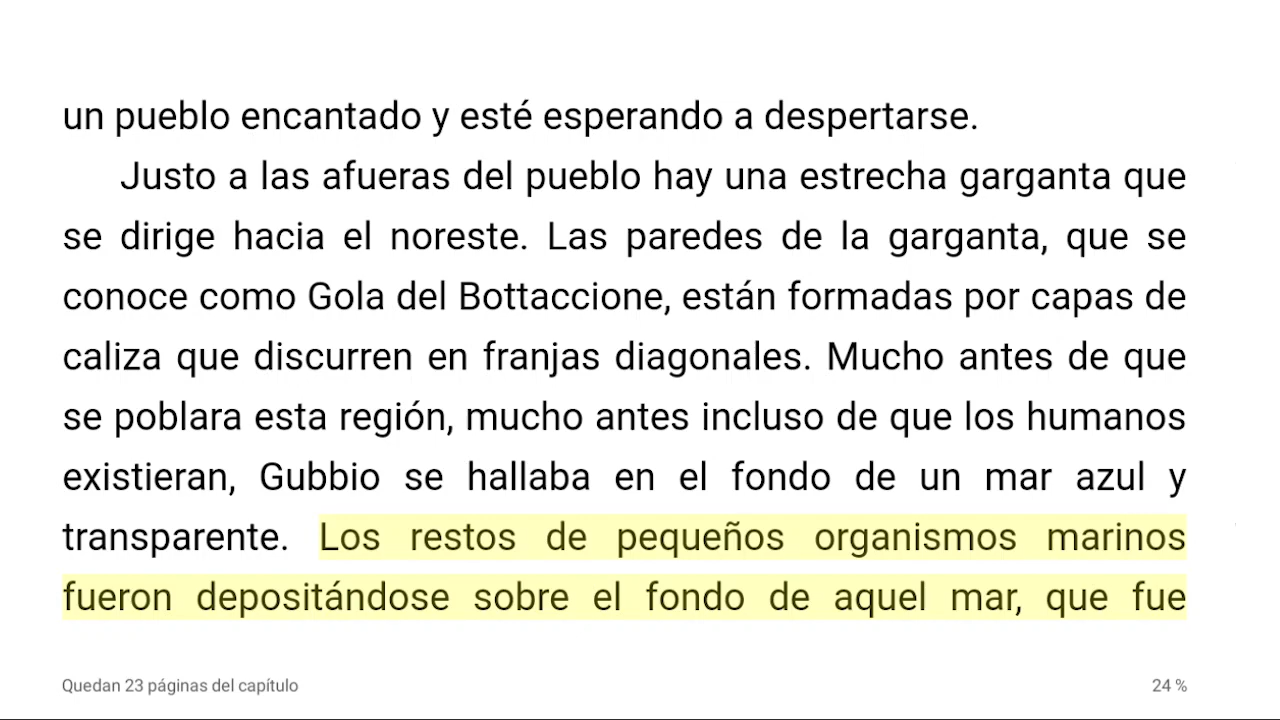 un pueblo encantado y esté esperando a despertarse.
Justo a las afueras del pueblo hay una estrecha garganta que
se dirige hacia el noreste. Las paredes de la garganta, que se
conoce como Gola del Bottaccione, están formadas por capas de
caliza que discurren en franjas diagonales. Mucho antes de que
se poblara esta región, mucho antes incluso de que los humanos
existieran, Gubbio se hallaba en el fondo de un mar azul y
transparente. Los restos de pequeños organismos marinos
fueron depositándose sobre el fondo de aquel mar, que fue
Quedan 23 páginas del capítulo
24 %